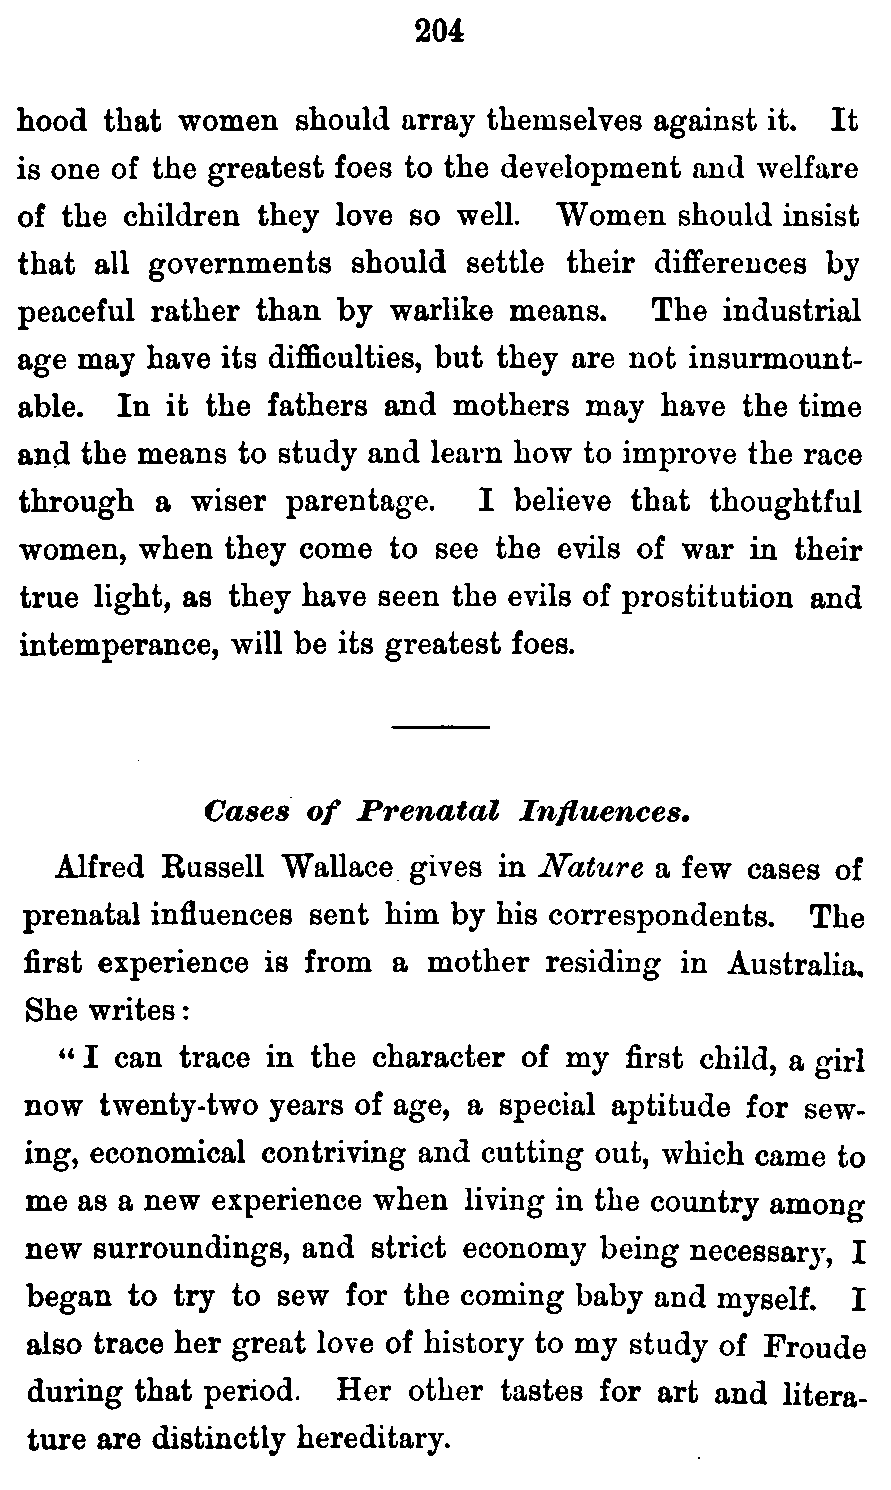 204
hood that women should array themselves against it. It
is one of the greatest foes to the development and welfare
of the children they love so well. Women should insist
that all governments should settle their differences by
peaceful rather than by warlike means. The industrial
age may have its difficulties, but they are not insurmount-
able. In it the fathers and mothers may have the time
and the means to study and learn how to improve the race
through a wiser parentage. I believe that thoughtful
women, when they come to see the evils of war in their
true light, as they have seen the evils of prostitution and
intemperance, will be its greatest foes.
Cases of Prenatal Influences.
Alfred Russell Wallace gives in Nature a few cases of
prenatal influences sent him by his correspondents. The
first experience is from a mother residing in Australia.
She writes:
“I can trace in the character of my first child, a girl
now twenty-two years of age, a special aptitude for sew-
ing, economical contriving and cutting out, which came to
me as a new experience when living in the country among
new surroundings, and strict economy being necessary, I
began to try to sew for the coming baby and myself. I
also trace her great love of history to my study of Froude
during that period. Her other tastes for art and litera-
ture are distinctly hereditary.